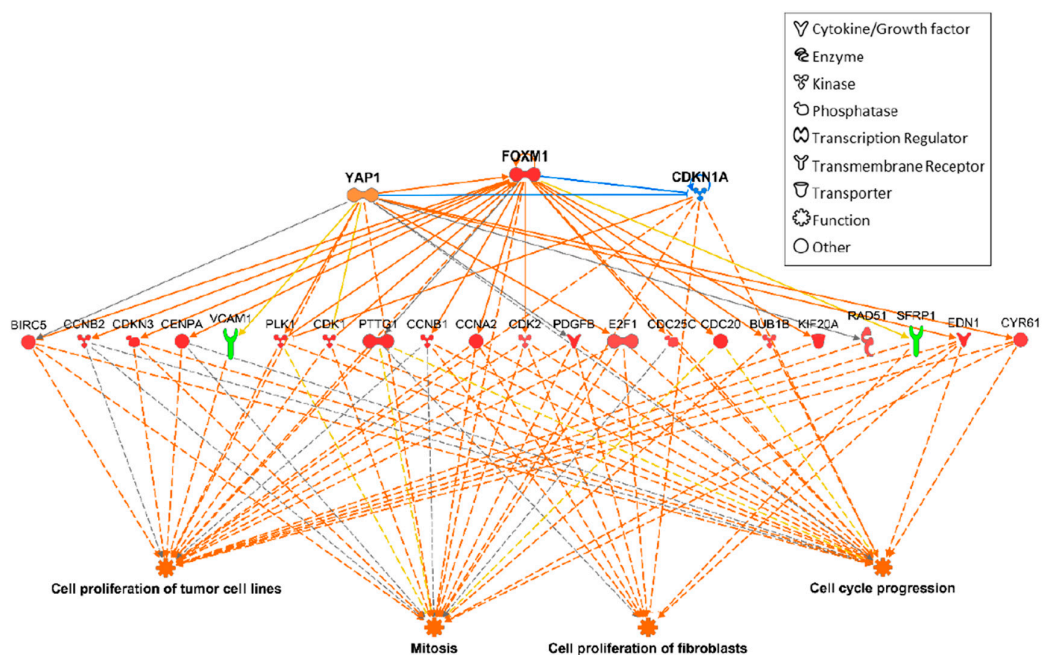 Cytokine/Growth factor
Enzyme
Kinase
Phosphatase
Transcription Regulator
Transmembrane Receptor
Transporter
Function
Other
FOXM1
YAP1
CDKN1A
BIRC5 CCNB2 CDKN3 CENPA VCAM1 PLK1 CDK1 PTTG1 CCNB1 CCNA2 CDK2 PDGFB E2F1 CDC25C CDC20 BUB1B KIF20A RAD51 SFRP1 EDN1 CYR61
Cell proliferation of tumor cell lines
Cell cycle progression
Mitosis
Cell proliferation of fibroblasts